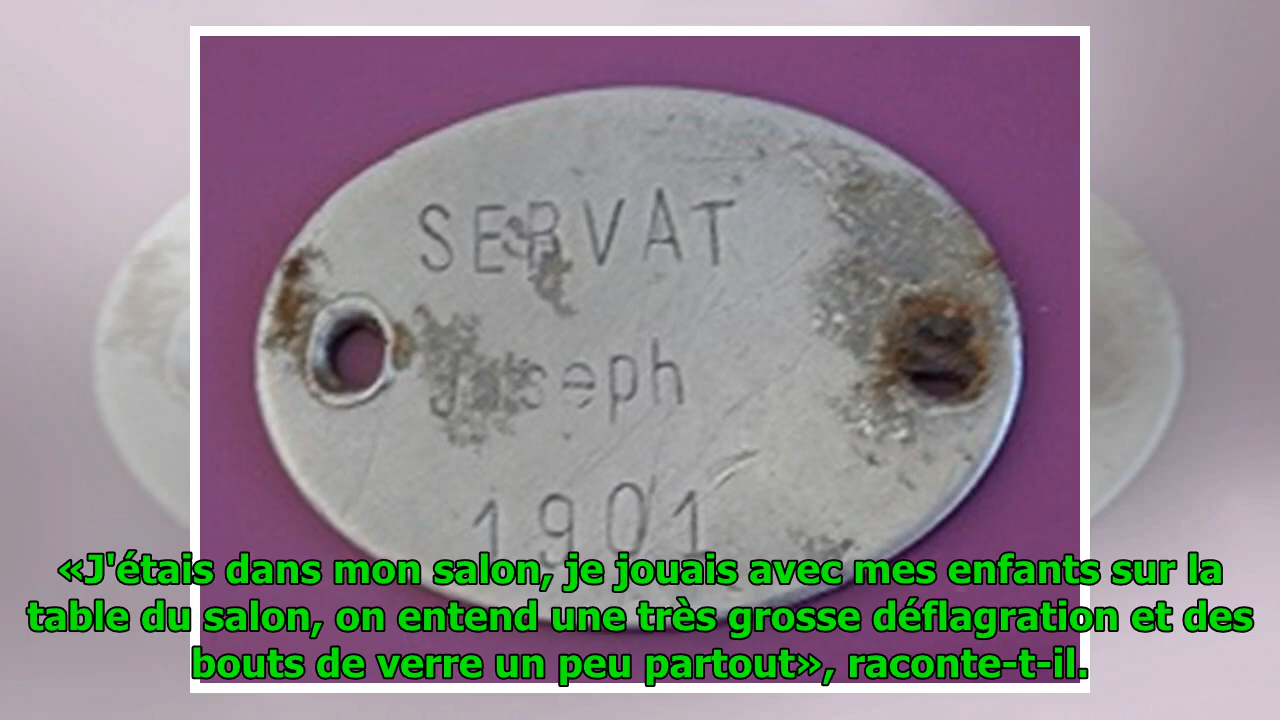 SERVAT
Joseph
1901
«J'étais dans mon salon, je jouais avec mes enfants sur la
table du salon, on entend une très grosse déflagration et des
bouts de verre un peu partout», raconte-t-il.